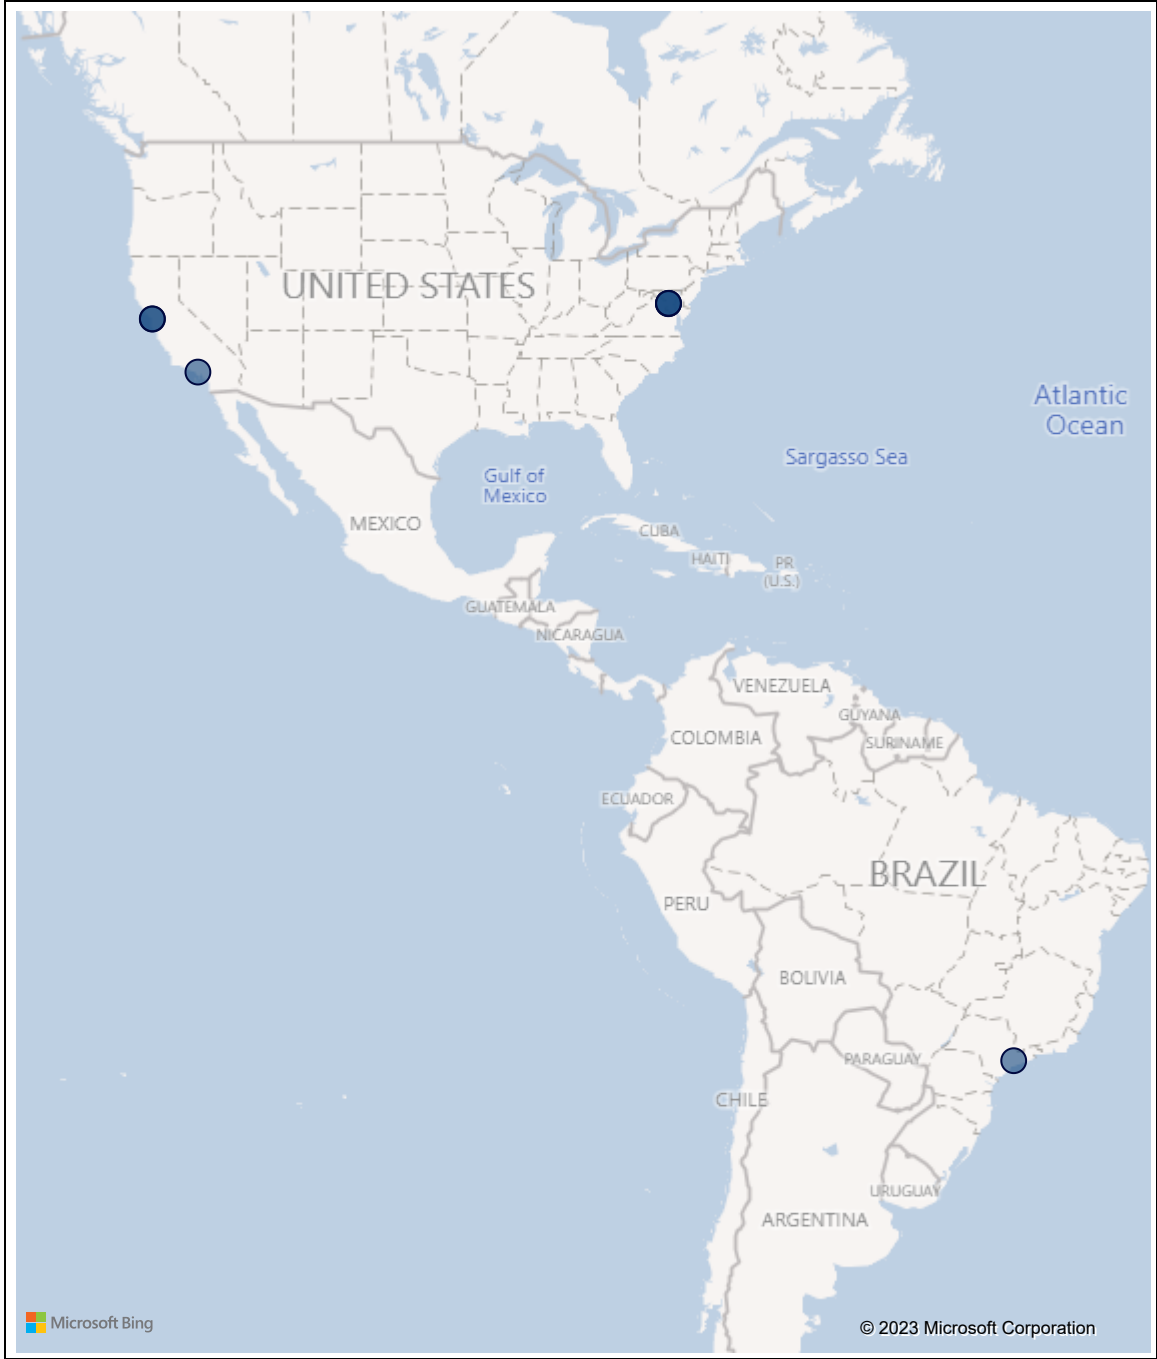 UNITED STATES
Atlantic
Ocean
Sargasso Sea
Gulf of
Mexico
MEXICO
CUBA
HAITI
PR
(U.S.)
GUATEMALA
NICARAGUA
VENEZUELA
GUYANA
COLOMBIA
SURINAME
ECUADOR
BRAZIL
PERU
BOLIVIA
PARAGUAY
CHILE
URUGUAY
ARGENTINA
Microsoft Bing
© 2023 Microsoft Corporation